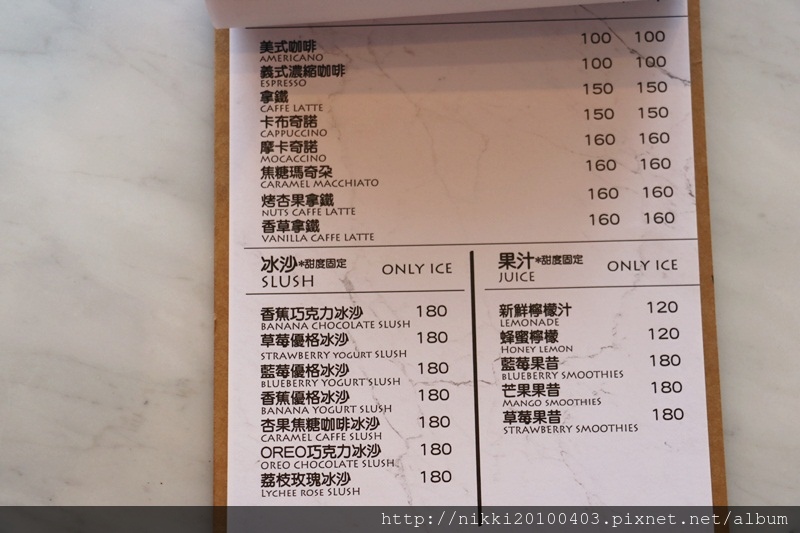 美式咖啡 100 100
AMERICANO
義式濃縮咖啡 100 100
ESPRESSO
拿鐵 150 150
CAFFE LATTE
卡布奇諾 150 150
CAPPUCCINO
摩卡奇諾 160 160
MOCACCINO
焦糖瑪奇朵 160 160
CARAMEL MACCHIATO
烤杏果拿鐵 160 160
NUTS CAFFE LATTE
香草拿鐵 160 160
VANILLA CAFFE LATTE
冰沙*甜度固定 ONLY ICE
SLUSH
香蕉巧克力冰沙 180
BANANA CHOCOLATE SLUSH
草莓優格冰沙 180
STRAWBERRY YOGURT SLUSH
藍莓優格冰沙 180
BLUEBERRY YOGURT SLUSH
香蕉優格冰沙 180
BANANA YOGURT SLUSH
杏果焦糖咖啡冰沙 180
CARAMEL CAFFE SLUSH
OREO巧克力冰沙 180
OREO CHOCOLATE SLUSH
荔枝玫瑰冰沙 180
LYCHEE ROSE SLUSH
果汁*甜度固定 ONLY ICE
JUICE
新鮮檸檬汁 120
LEMONADE
蜂蜜檸檬 120
HONEY LEMON
藍莓果昔 180
BLUEBERRY SMOOTHIES
芒果果昔 180
MANGO SMOOTHIES
草莓果昔 180
STRAWBERRY SMOOTHIES
http://nikki20100403.pixnet.net/album